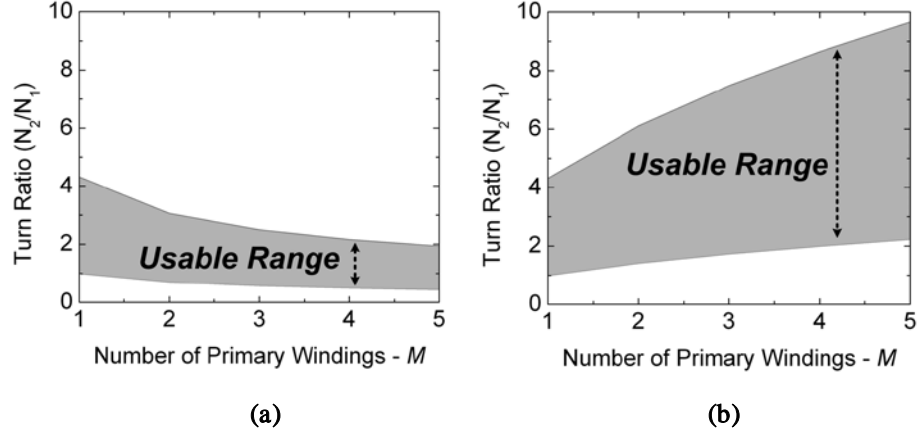 10
8
6
4
2
0
Turn Ratio (N2/N1)
Usable Range
1 2 3 4 5
Number of Primary Windings - M
(a)
10
8
6
4
2
0
Turn Ratio (N2/N1)
Usable Range
1 2 3 4 5
Number of Primary Windings - M
(b)